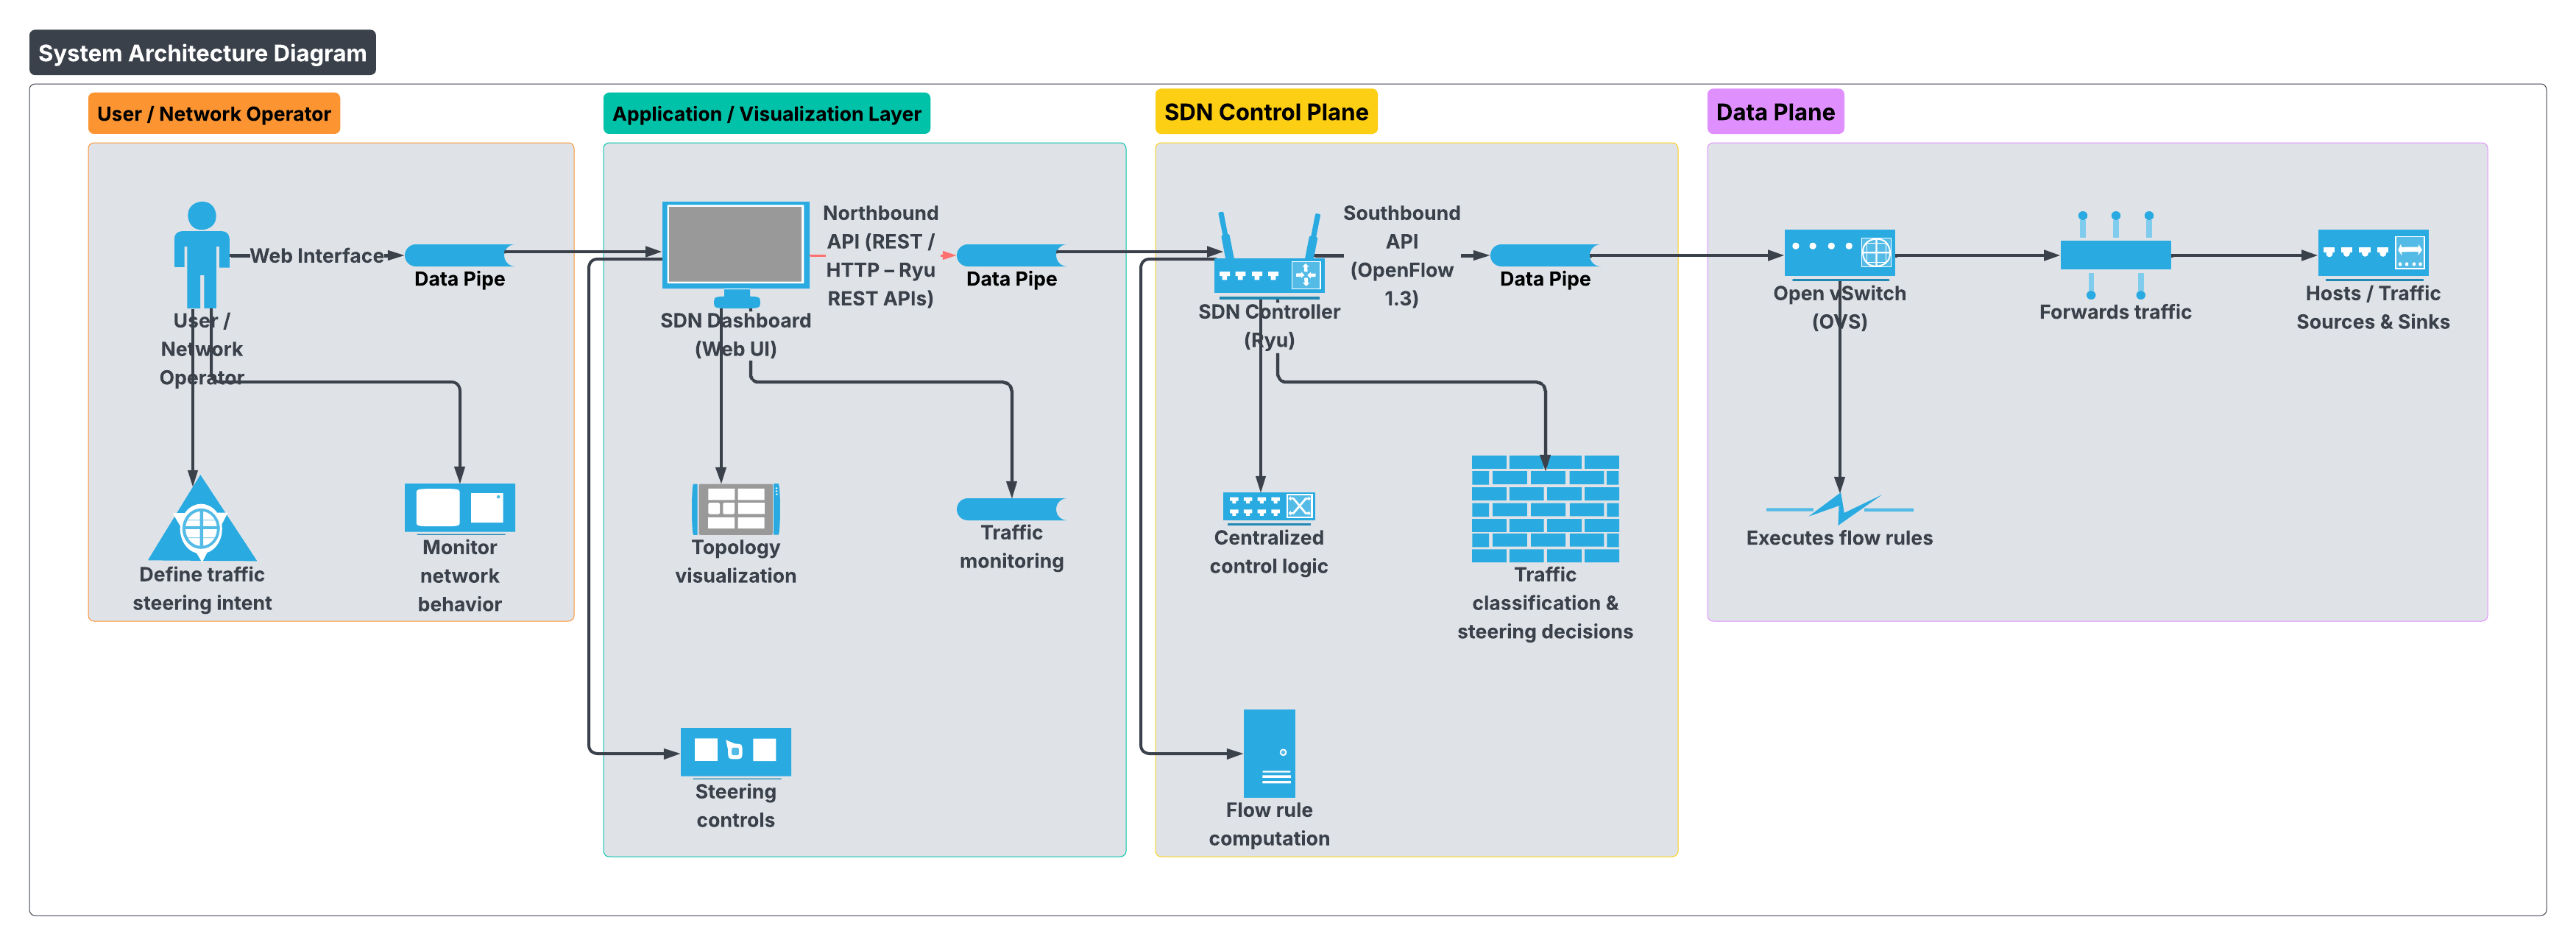 System Architecture Diagram
User / Network Operator
Web Interface
Data Pipe
User /
Network
Operator
Define traffic
steering intent
Monitor
network
behavior
Application / Visualization Layer
Northbound
API (REST /
HTTP – Ryu
REST APIs)
Data Pipe
SDN Dashboard
(Web UI)
Topology
visualization
Traffic
monitoring
Steering
controls
SDN Control Plane
Southbound
API
(OpenFlow
1.3)
Data Pipe
SDN Controller
(Ryu)
Centralized
control logic
Traffic
classification &
steering decisions
Flow rule
computation
Data Plane
Open vSwitch
(OVS)
Forwards traffic
Hosts / Traffic
Sources & Sinks
Executes flow rules